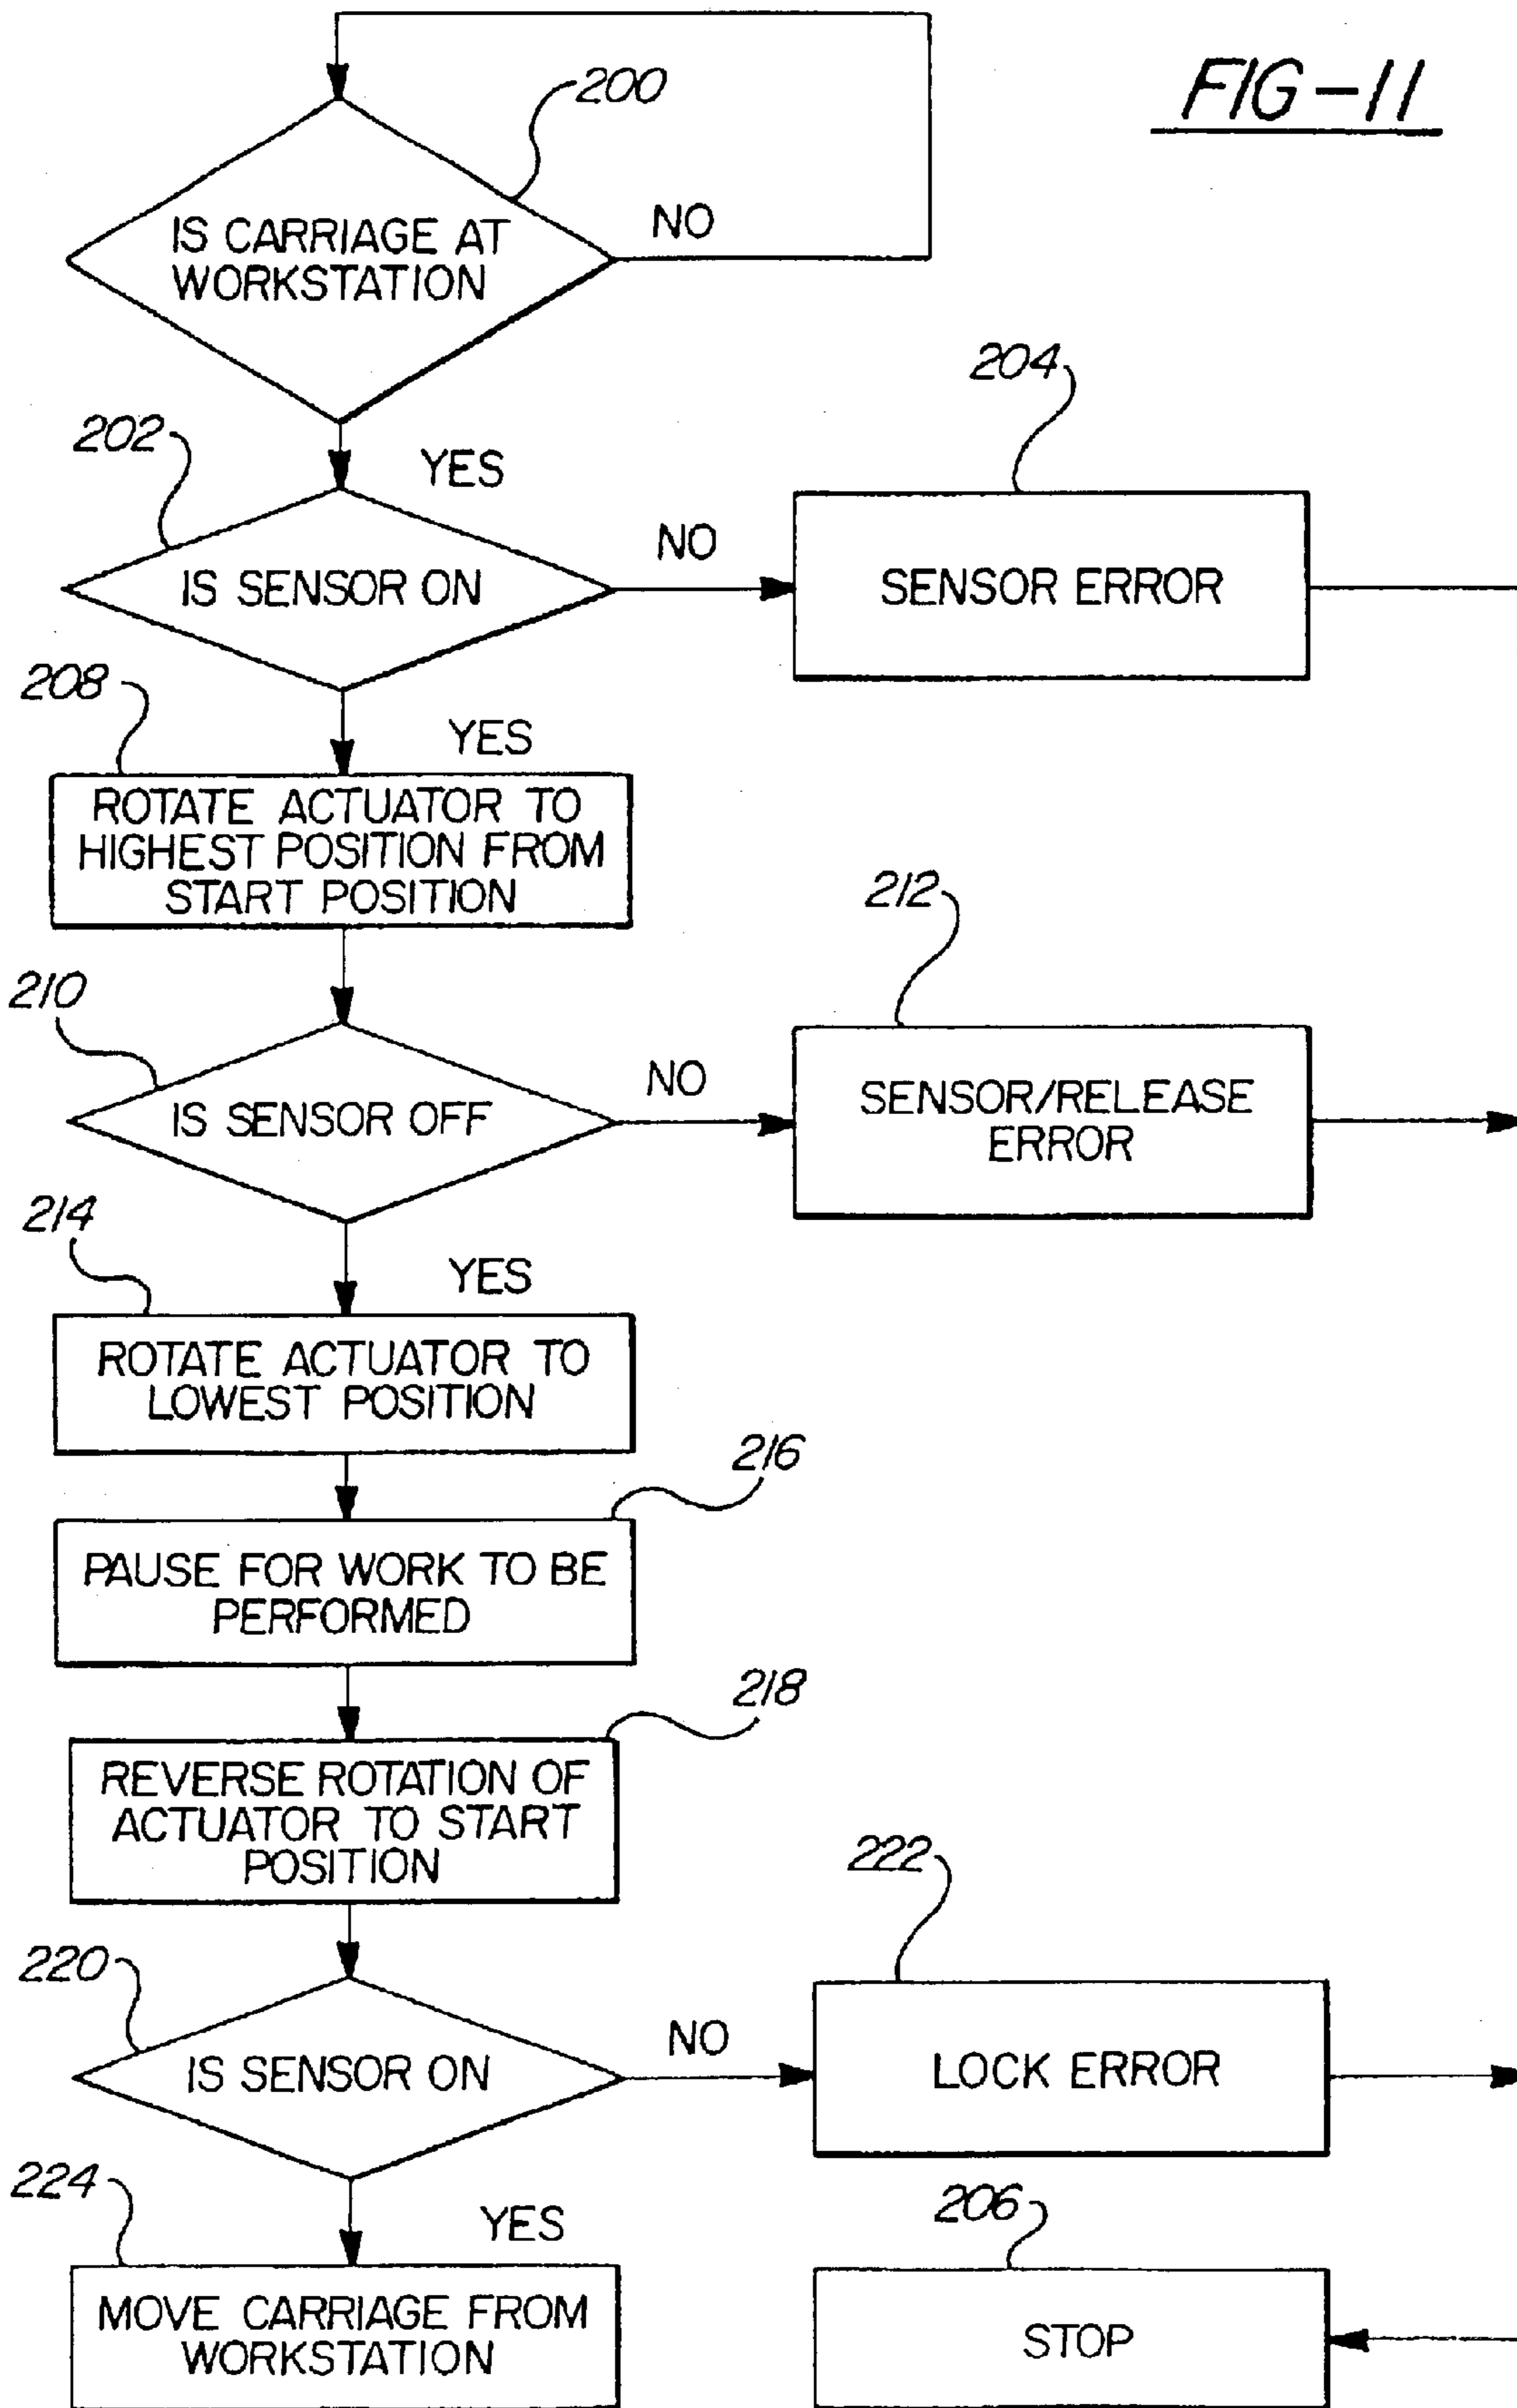 FIG-11
200
IS CARRIAGE AT
WORKSTATION
NO
YES
202
IS SENSOR ON
NO
204
SENSOR ERROR
YES
208
ROTATE ACTUATOR TO
HIGHEST POSITION FROM
START POSITION
210
IS SENSOR OFF
NO
212
SENSOR/RELEASE
ERROR
YES
214
ROTATE ACTUATOR TO
LOWEST POSITION
216
PAUSE FOR WORK TO BE
PERFORMED
218
REVERSE ROTATION OF
ACTUATOR TO START
POSITION
220
IS SENSOR ON
NO
222
LOCK ERROR
YES
224
MOVE CARRIAGE FROM
WORKSTATION
206
STOP